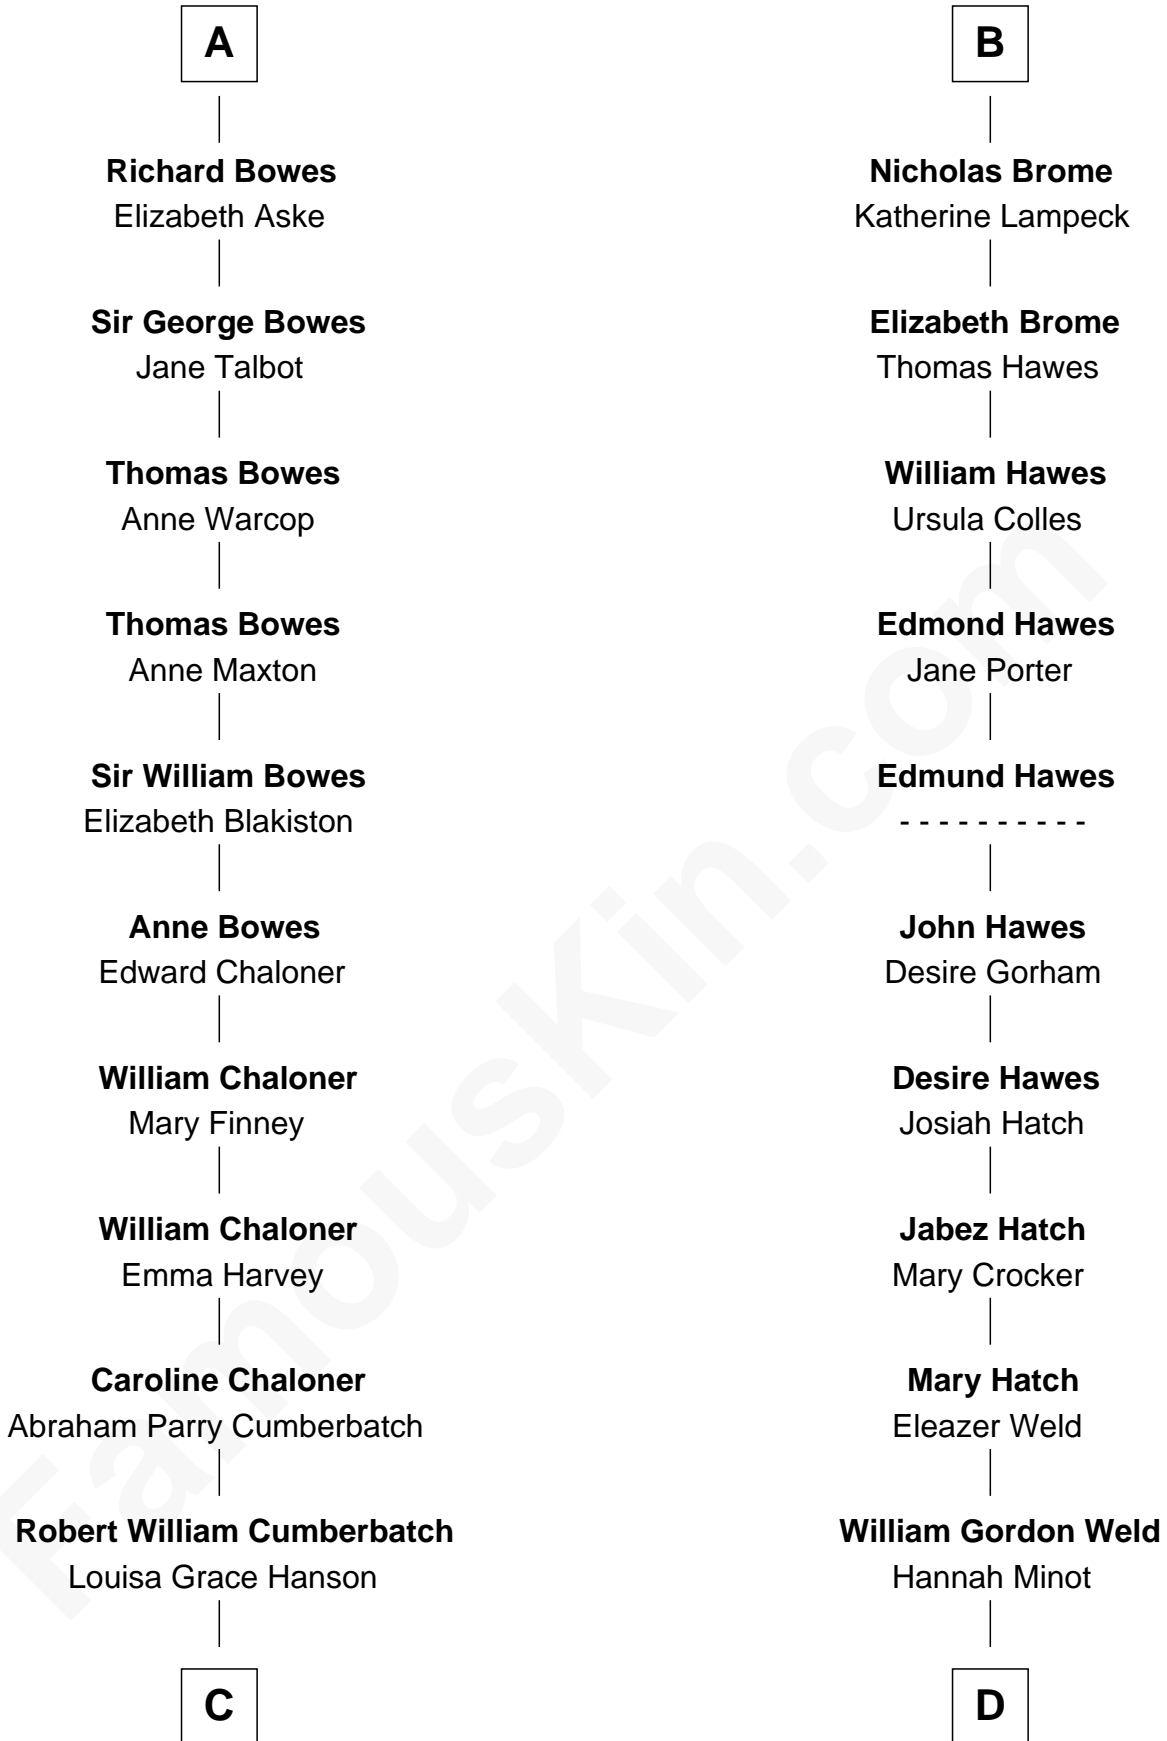 A
Richard Bowes
Elizabeth Aske
Sir George Bowes
Jane Talbot
Thomas Bowes
Anne Warcop
Thomas Bowes
Anne Maxton
Sir William Bowes
Elizabeth Blakiston
Anne Bowes
Edward Chaloner
William Chaloner
Mary Finney
William Chaloner
Emma Harvey
Caroline Chaloner
Abraham Parry Cumberbatch
Robert William Cumberbatch
Louisa Grace Hanson
C
B
Nicholas Brome
Katherine Lampeck
Elizabeth Brome
Thomas Hawes
William Hawes
Ursula Colles
Edmond Hawes
Jane Porter
Edmund Hawes
- - - - - - - - - -
John Hawes
Desire Gorham
Desire Hawes
Josiah Hatch
Jabez Hatch
Mary Crocker
Mary Hatch
Eleazer Weld
William Gordon Weld
Hannah Minot
D
FamousKin.com